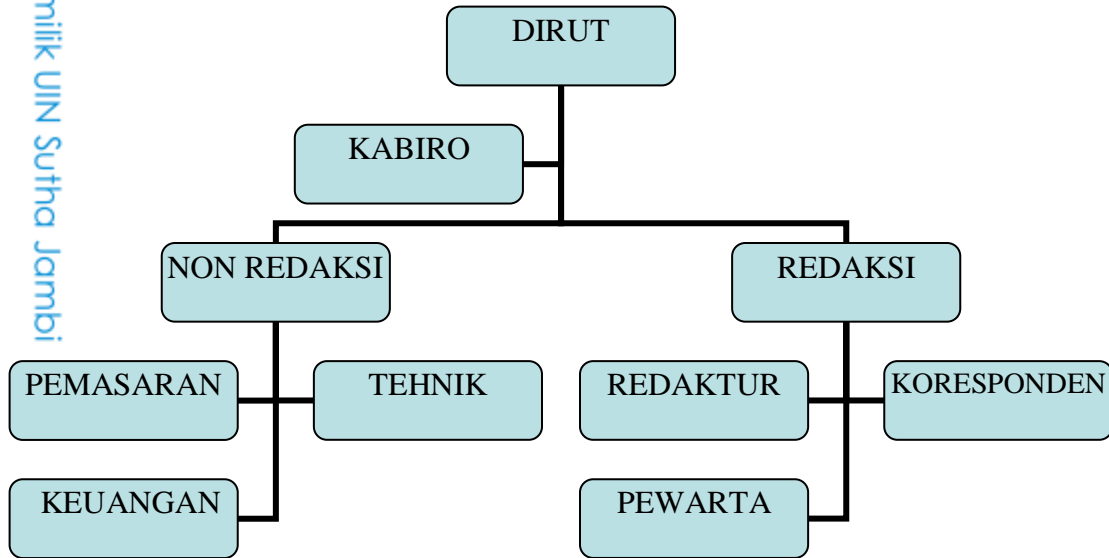 milik UIN Sutha Jambi
DIRUT
KABIRO
NON REDAKSI
REDAKSI
PEMASARAN
TEHNIK
REDAKTUR
KORESPONDEN
KEUANGAN
PEWARTA